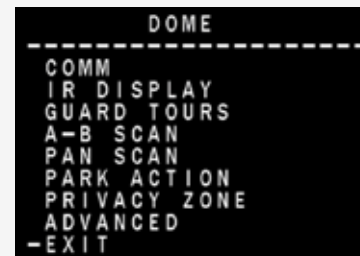 DOME
COMM
IR DISPLAY
GUARD TOURS
A-B SCAN
PAN SCAN
PARK ACTION
PRIVACY ZONE
ADVANCED
-EXIT